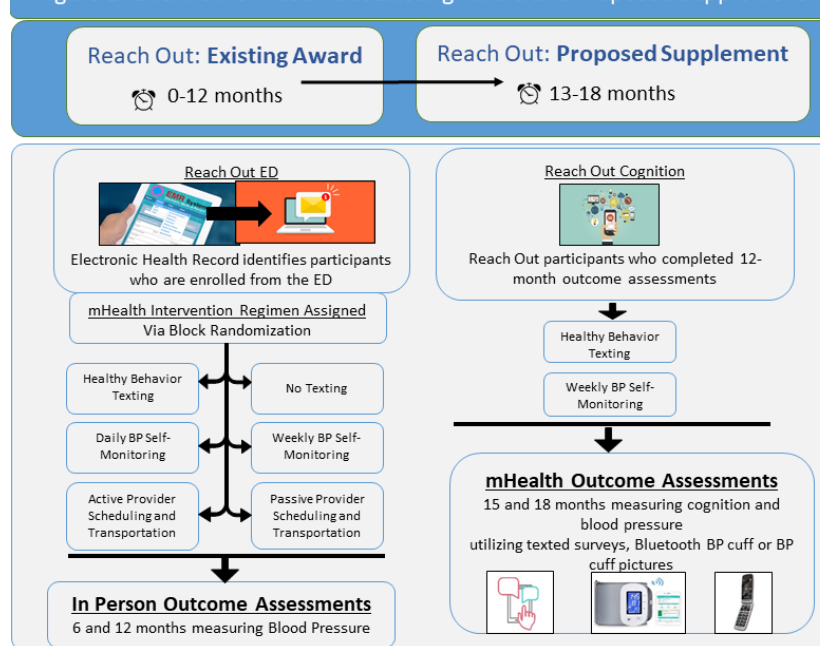 Reach Out: Existing Award
0-12 months
Reach Out: Proposed Supplement
13-18 months
Reach Out ED
EMR System
Electronic Health Record identifies participants
who are enrolled from the ED
mHealth Intervention Regimen Assigned
Via Block Randomization
Healthy Behavior
Texting
No Texting
Daily BP Self-
Monitoring
Weekly BP Self-
Monitoring
Active Provider
Scheduling and
Transportation
Passive Provider
Scheduling and
Transportation
In Person Outcome Assessments
6 and 12 months measuring Blood Pressure
Reach Out Cognition
Reach Out participants who completed 12-
month outcome assessments
Healthy Behavior
Texting
Weekly BP Self-
Monitoring
mHealth Outcome Assessments
15 and 18 months measuring cognition and
blood pressure
utilizing texted surveys, Bluetooth BP cuff or BP
cuff pictures